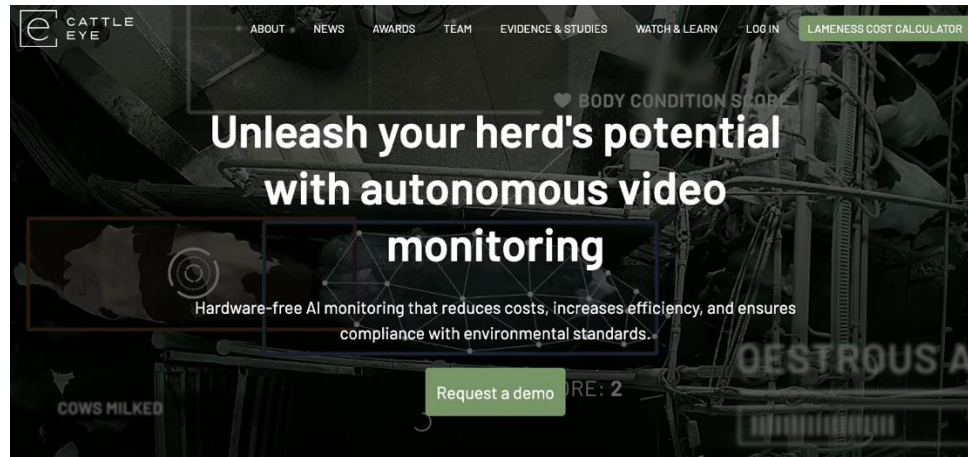 CATTLE
EYE
ABOUT NEWS AWARDS TEAM EVIDENCE & STUDIES WATCH & LEARN LOG IN LAMENESS COST CALCULATOR
BODY CONDITION SCORE
Unleash your herd's potential
with autonomous video
monitoring
Hardware-free AI monitoring that reduces costs, increases efficiency, and ensures
compliance with environmental standards.
OESTROUS A
Request a demo
RE: 2
COWS MILKED